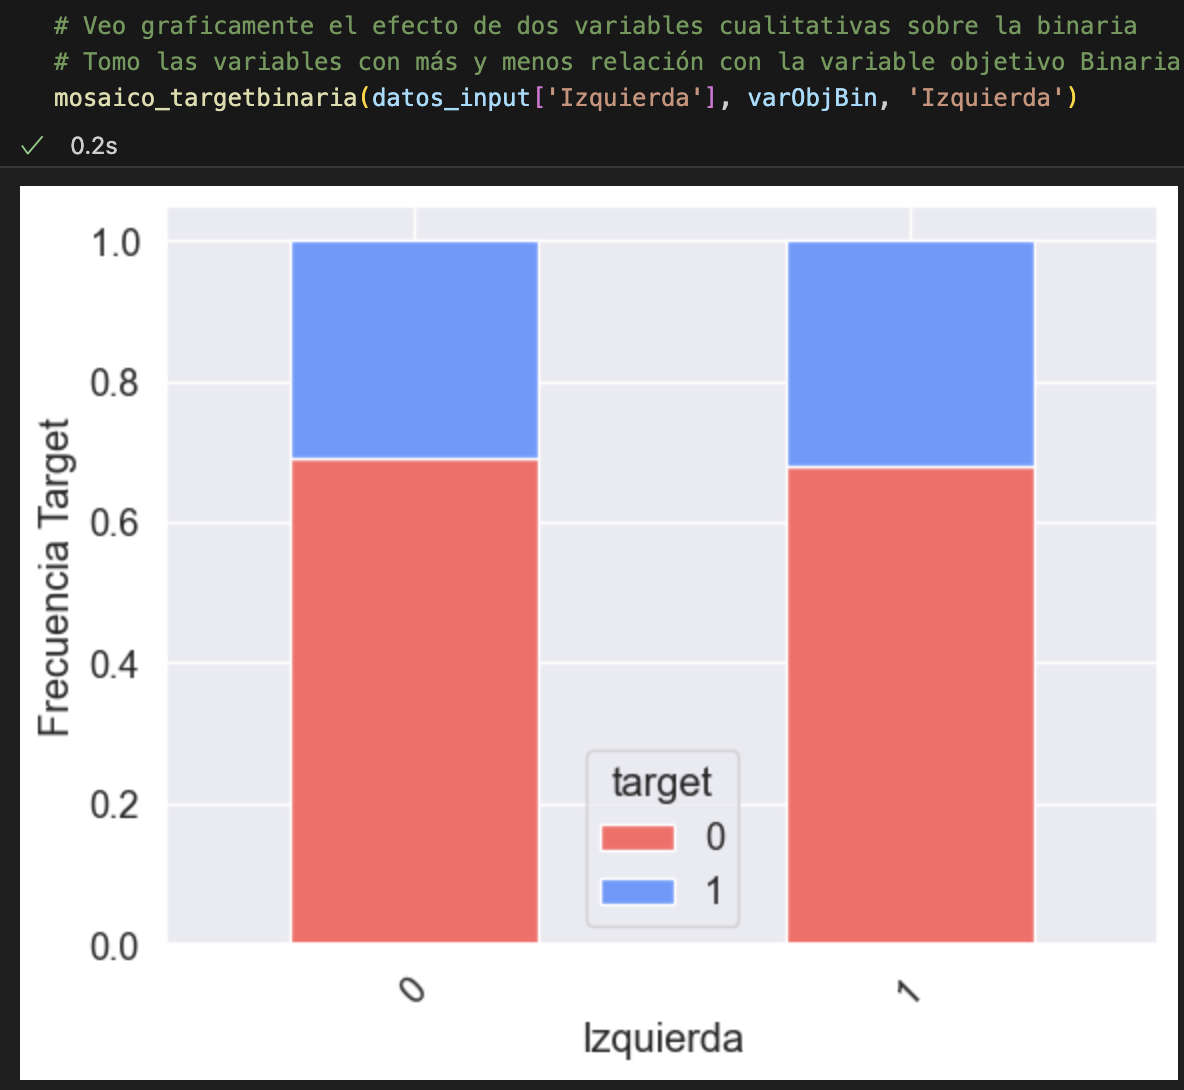 # Veo graficamente el efecto de dos variables cualitativas sobre la binaria
# Tomo las variables con más y menos relación con la variable objetivo Binaria
mosaico_targetbinaria(datos_input['Izquierda'], varObjBin, 'Izquierda')
0.2s
1.0
0.8
0.6
0.4
0.2
0.0
Frecuencia Target
target
0
1
0
1
Izquierda